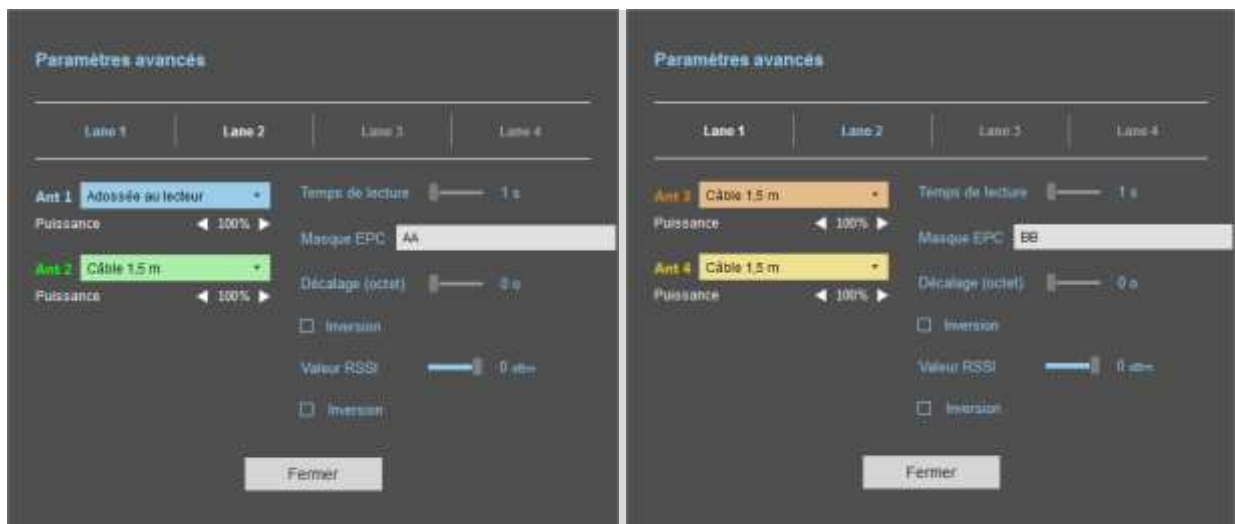 Paramètres avancés
Lane 1 Lane 2 Lane 3 Lane 4
Ant 1 Adossée au lecteur
Puissance 100%
Ant 2 Câble 1,5 m
Puissance 100%
Temps de lecture 1 s
Masque EPC AA
Décalage (octet) 0 o
Inversion
Valeur RSSI 0 dBm
Inversion
Fermer
Paramètres avancés
Lane 1 Lane 2 Lane 3 Lane 4
Ant 3 Câble 1,5 m
Puissance 100%
Ant 4 Câble 1,5 m
Puissance 100%
Temps de lecture 1 s
Masque EPC BB
Décalage (octet) 0 o
Inversion
Valeur RSSI 0 dBm
Inversion
Fermer